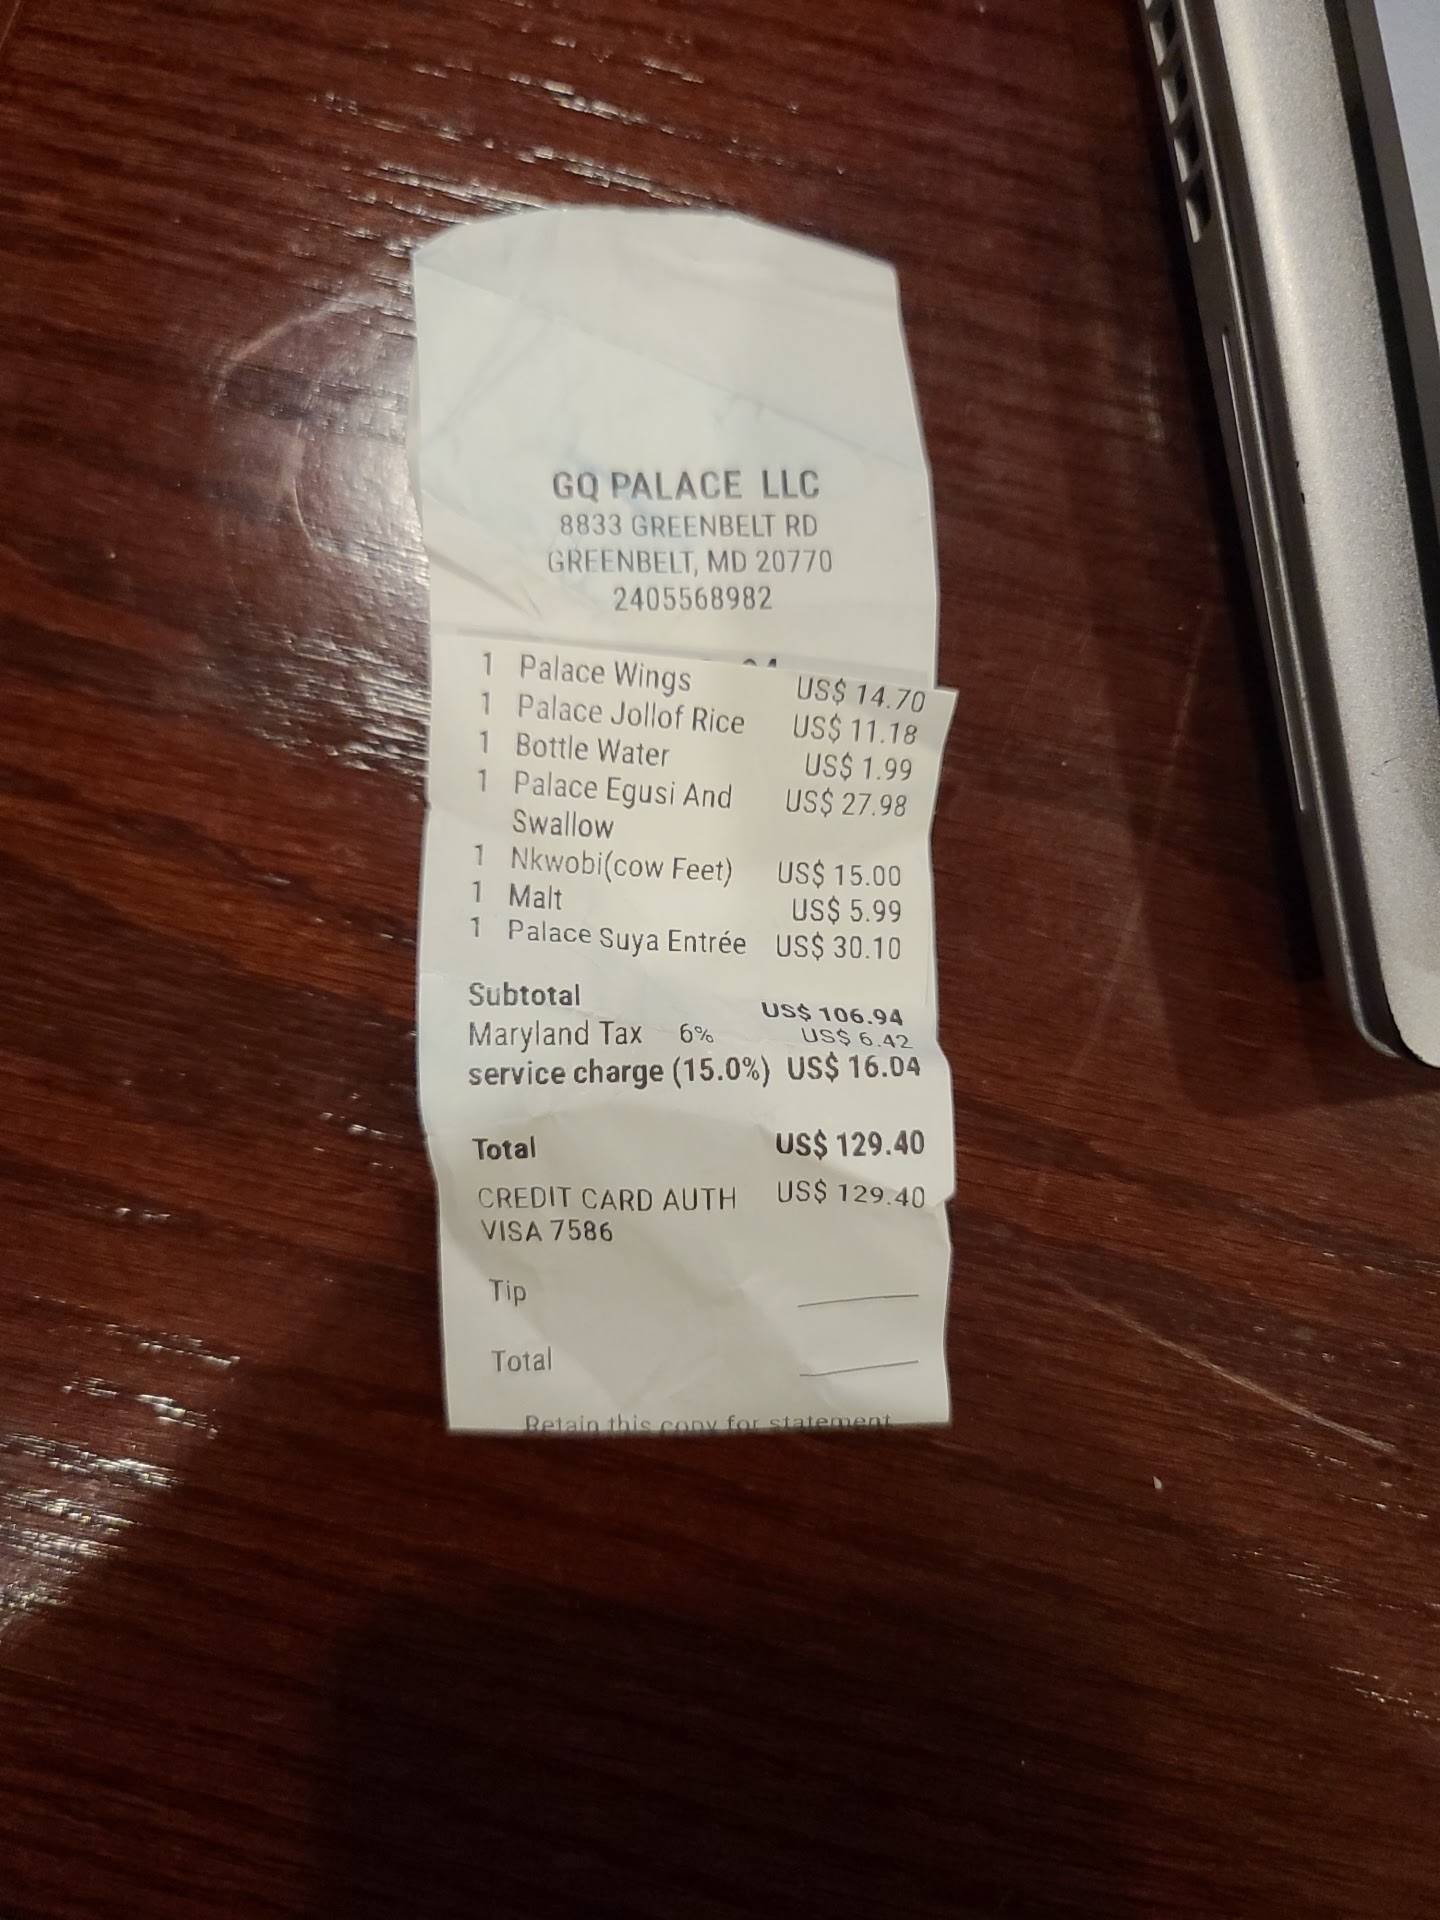 GQ PALACE LLC
8833 GREENBELT RD
GREENBELT, MD 20770
2405568982
1 Palace Wings US$ 14.70
1 Palace Jollof Rice US$ 11.18
1 Bottle Water US$ 1.99
1 Palace Egusi And US$ 27.98
Swallow
1 Nkwobi(cow Feet) US$ 15.00
1 Malt US$ 5.99
1 Palace Suya Entrée US$ 30.10
Subtotal US$ 106.94
Maryland Tax 6% US$ 6.42
service charge (15.0%) US$ 16.04
Total US$ 129.40
CREDIT CARD AUTH US$ 129.40
VISA 7586
Tip
Total
Retain this copy for statement